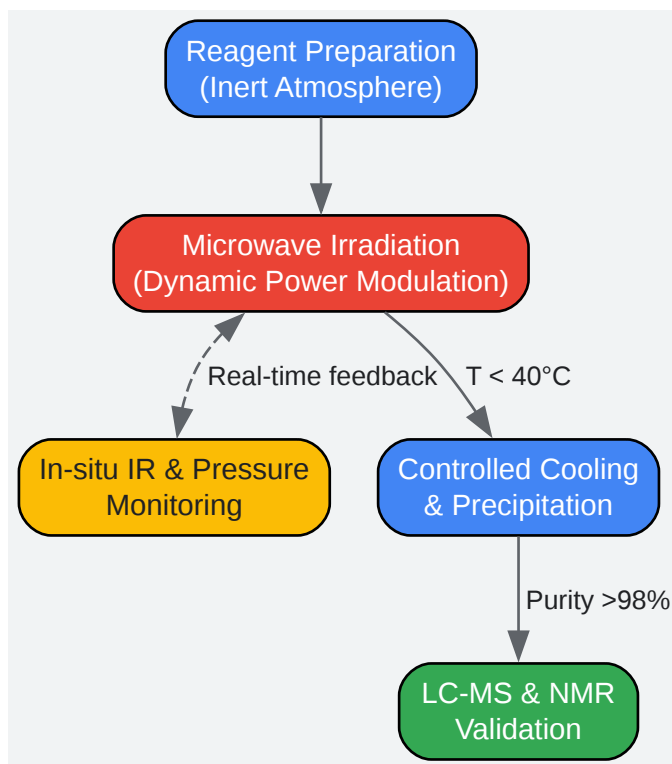 Reagent Preparation
(Inert Atmosphere)
Microwave Irradiation
(Dynamic Power Modulation)
Real-time feedback
T < 40°C
In-situ IR & Pressure
Monitoring
Controlled Cooling
& Precipitation
Purity >98%
LC-MS & NMR
Validation